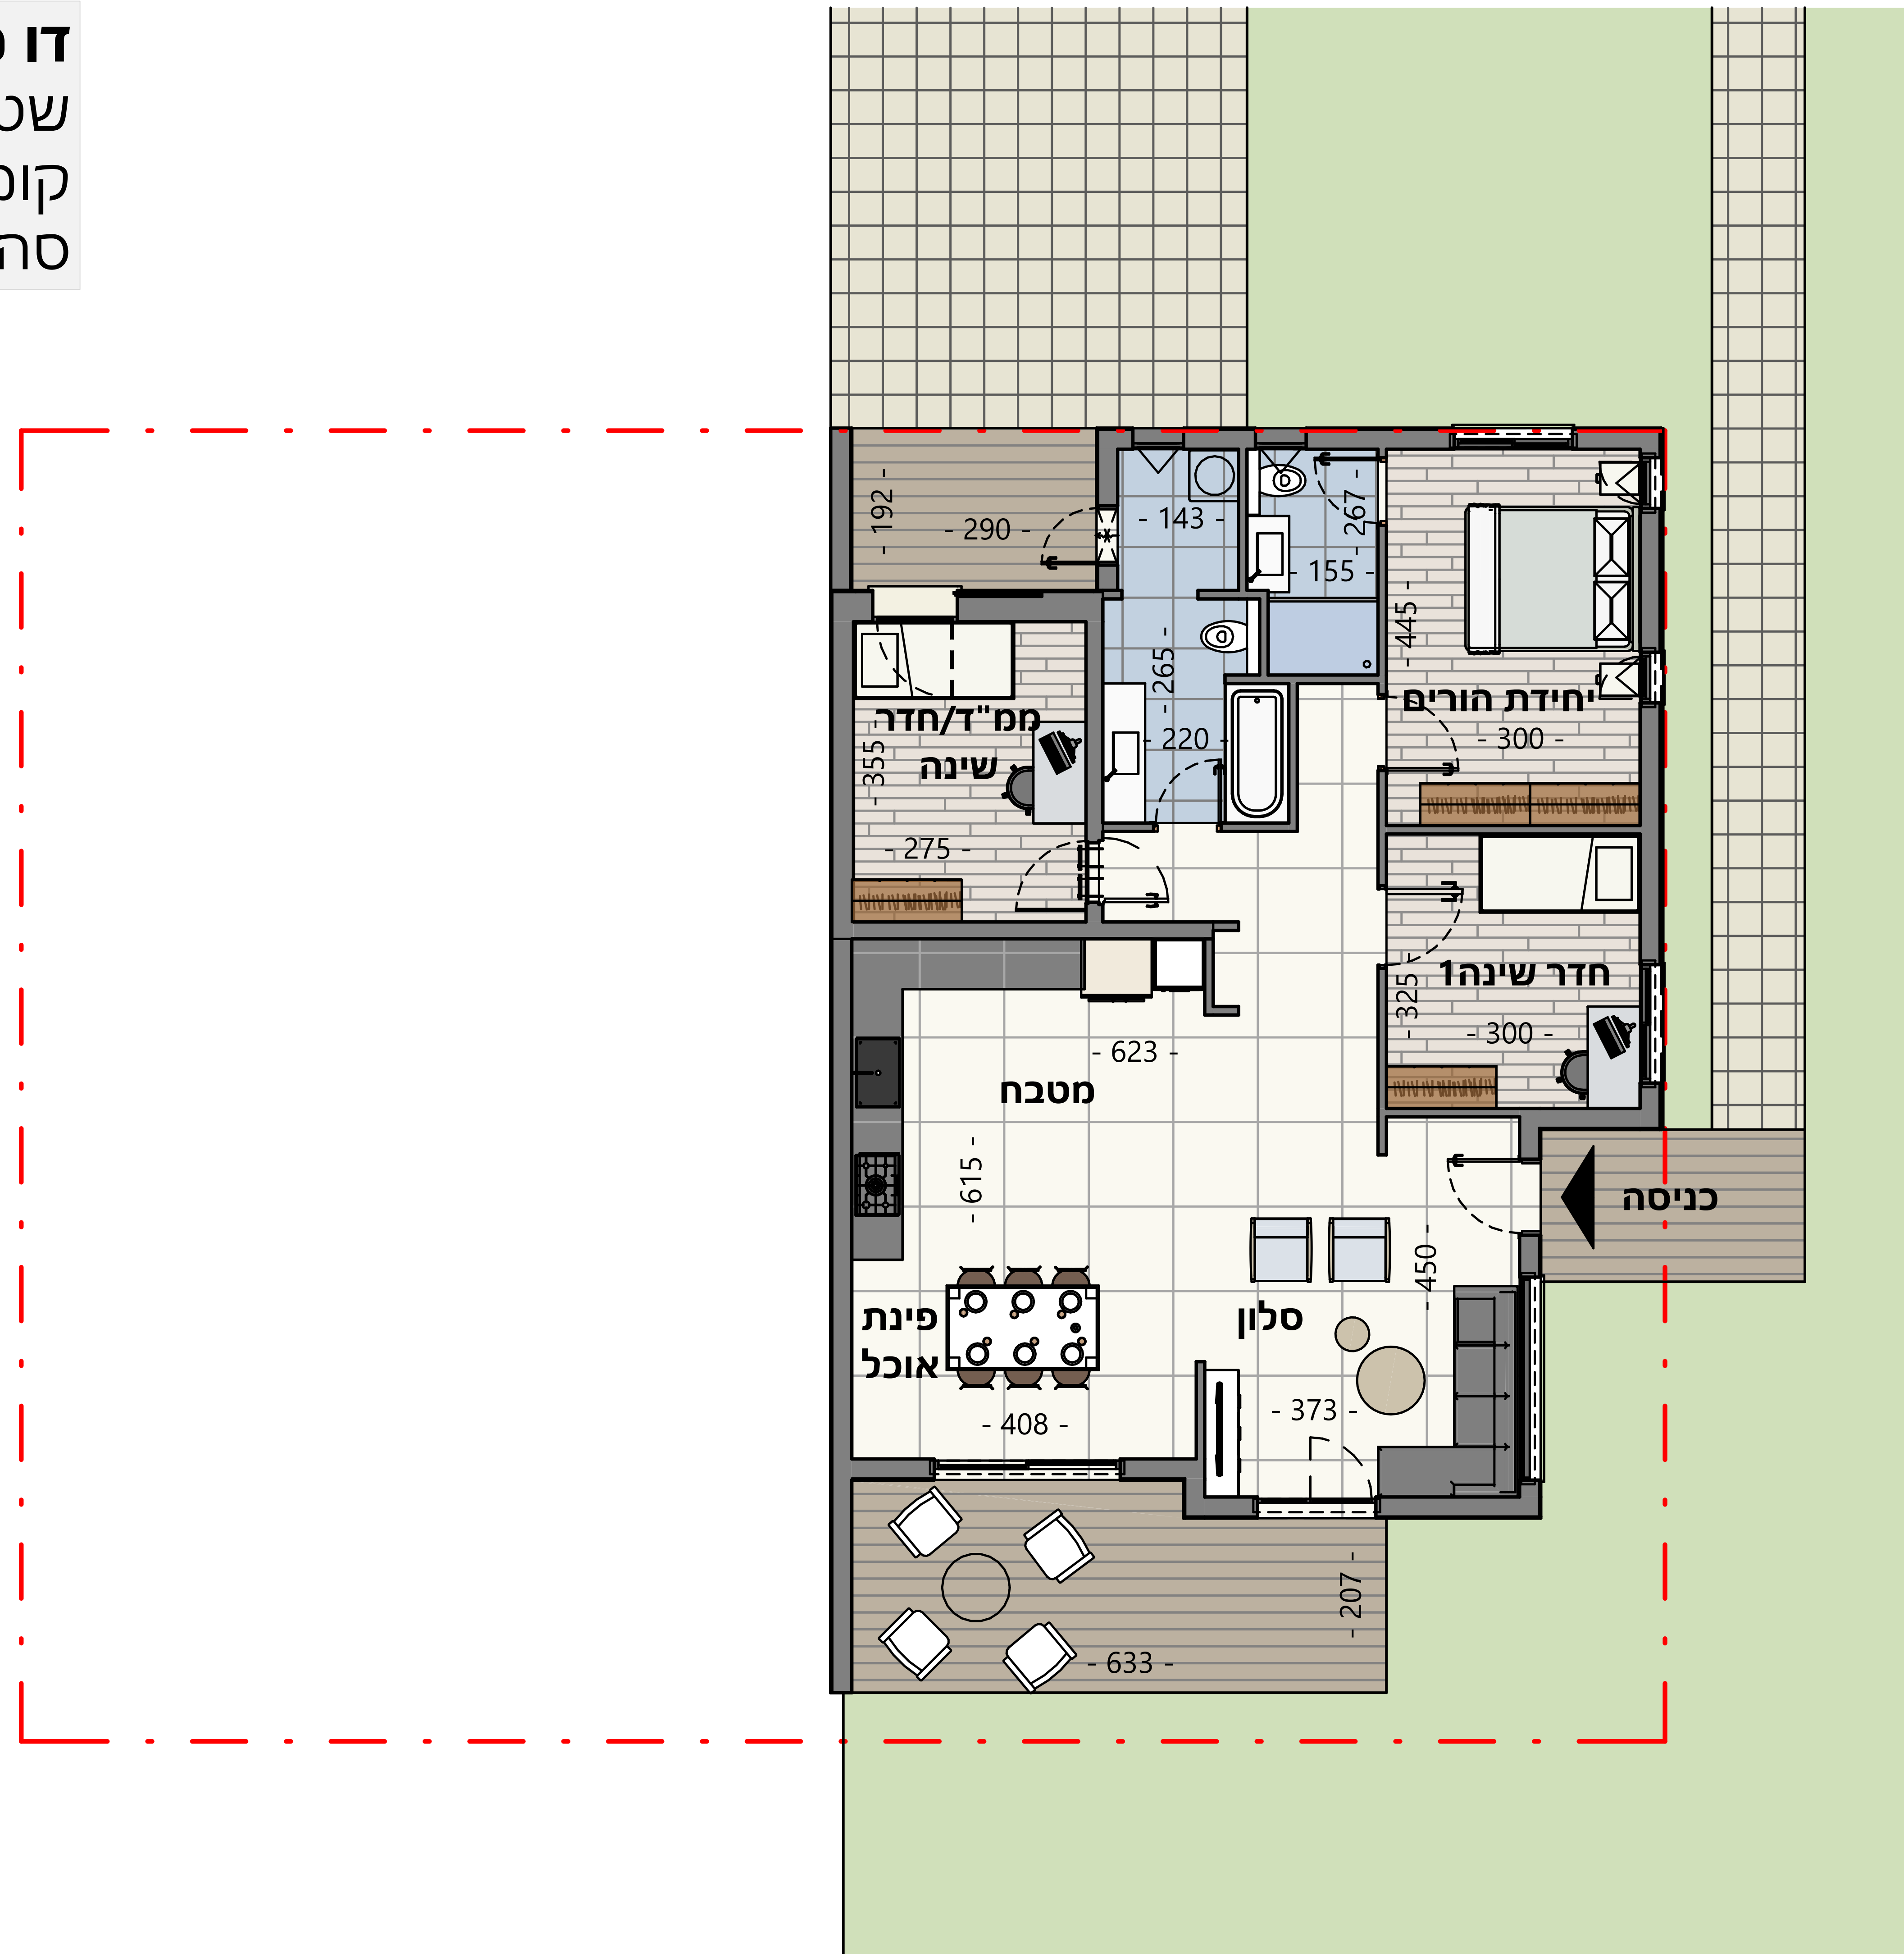 דו
- 192 -
- 290 -
- 143 -
- 267 -
- 155 -
- 445 -
- 265 -
יחידת הורים
- 300 -
ממ"ד/חדר
שינה
- 355 -
- 220 -
- 275 -
חדר שינה1
- 325 -
- 300 -
- 623 -
מטבח
- 615 -
כניסה
- 450 -
סלון
פינת
אוכל
- 373 -
- 408 -
- 207 -
- 633 -